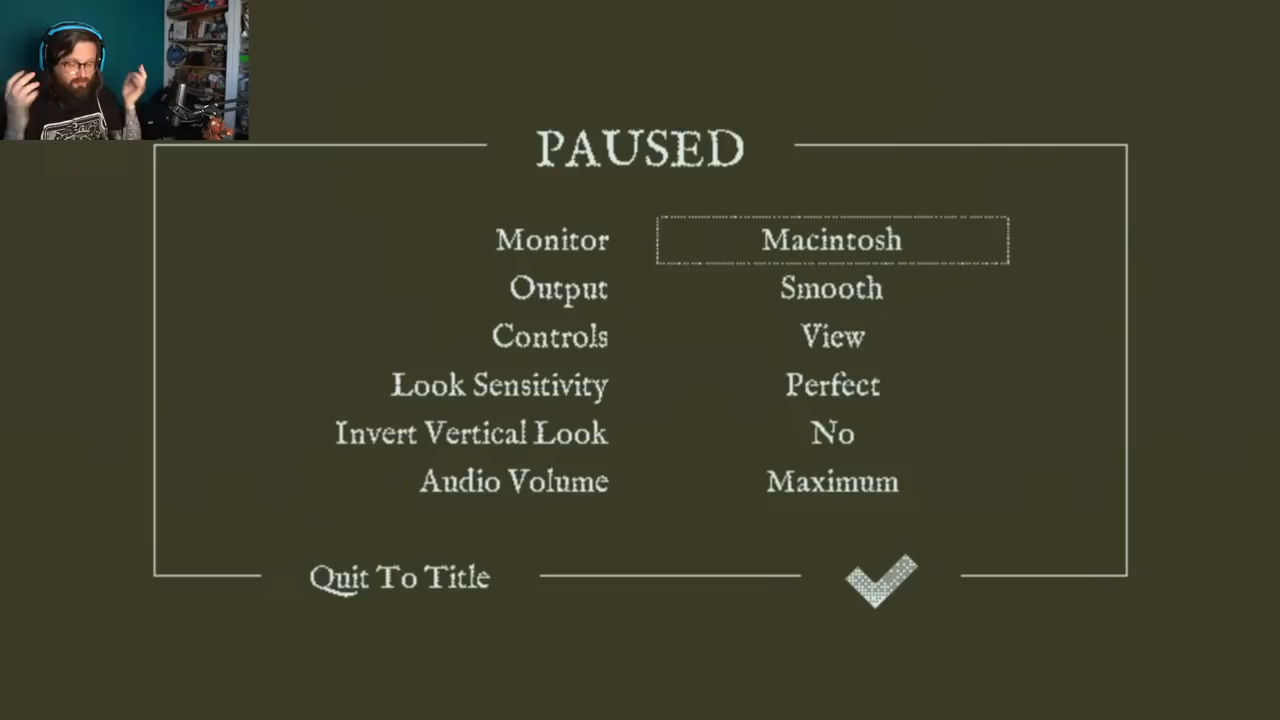 PAUSED
Monitor Macintosh
Output Smooth
Controls View
Look Sensitivity Perfect
Invert Vertical Look No
Audio Volume Maximum
Quit To Title